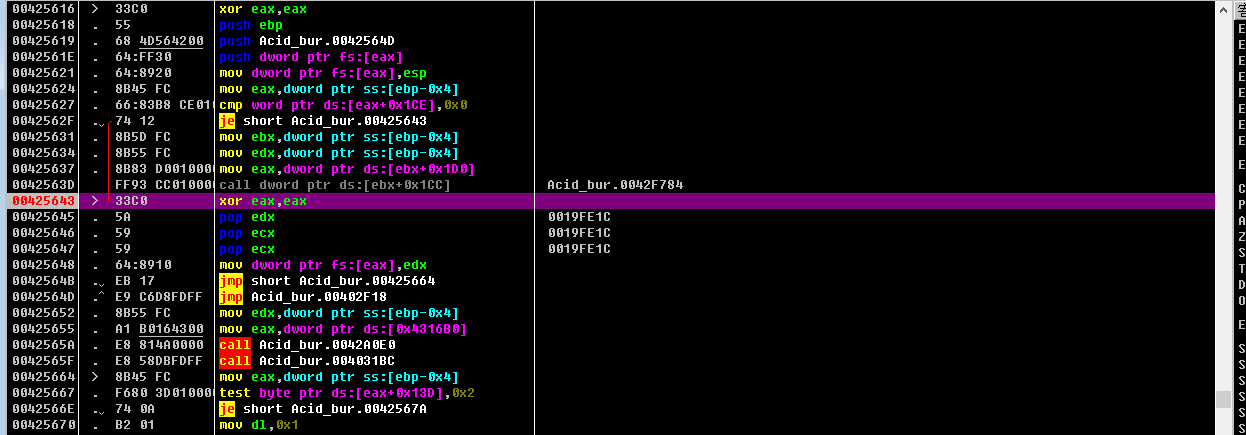 00425616 > 33C0 xor eax,eax
00425618 . 55 push ebp
00425619 . 68 4D564200 push Acid_bur.0042564D
0042561E . 64:FF30 push dword ptr fs:[eax]
00425621 . 64:8920 mov dword ptr fs:[eax],esp
00425624 . 8B45 FC mov eax,dword ptr ss:[ebp-0x4]
00425627 . 66:83B8 CE010 cmp word ptr ds:[eax+0x1CE],0x0
0042562F . 74 12 je short Acid_bur.00425643
00425631 . 8B5D FC mov ebx,dword ptr ss:[ebp-0x4]
00425634 . 8B55 FC mov edx,dword ptr ss:[ebp-0x4]
00425637 . 8B83 D0010000 mov eax,dword ptr ds:[ebx+0x1D0]
0042563D . FF93 CC010000 call dword ptr ds:[ebx+0x1CC] Acid_bur.0042F784
00425643 > 33C0 xor eax,eax
00425645 . 5A pop edx 0019FE1C
00425646 . 59 pop ecx 0019FE1C
00425647 . 59 pop ecx 0019FE1C
00425648 . 64:8910 mov dword ptr fs:[eax],edx
0042564B . EB 17 jmp short Acid_bur.00425664
0042564D . E9 C6D8FDFF jmp Acid_bur.00402F18
00425652 . 8B55 FC mov edx,dword ptr ss:[ebp-0x4]
00425655 . A1 B0164300 mov eax,dword ptr ds:[0x4316B0]
0042565A . E8 814A0000 call Acid_bur.0042A0E0
0042565F . E8 58DBFDFF call Acid_bur.004031BC
00425664 > 8B45 FC mov eax,dword ptr ss:[ebp-0x4]
00425667 . F680 3D010000 test byte ptr ds:[eax+0x13D],0x2
0042566E . 74 0A je short Acid_bur.0042567A
00425670 . B2 01 mov dl,0x1